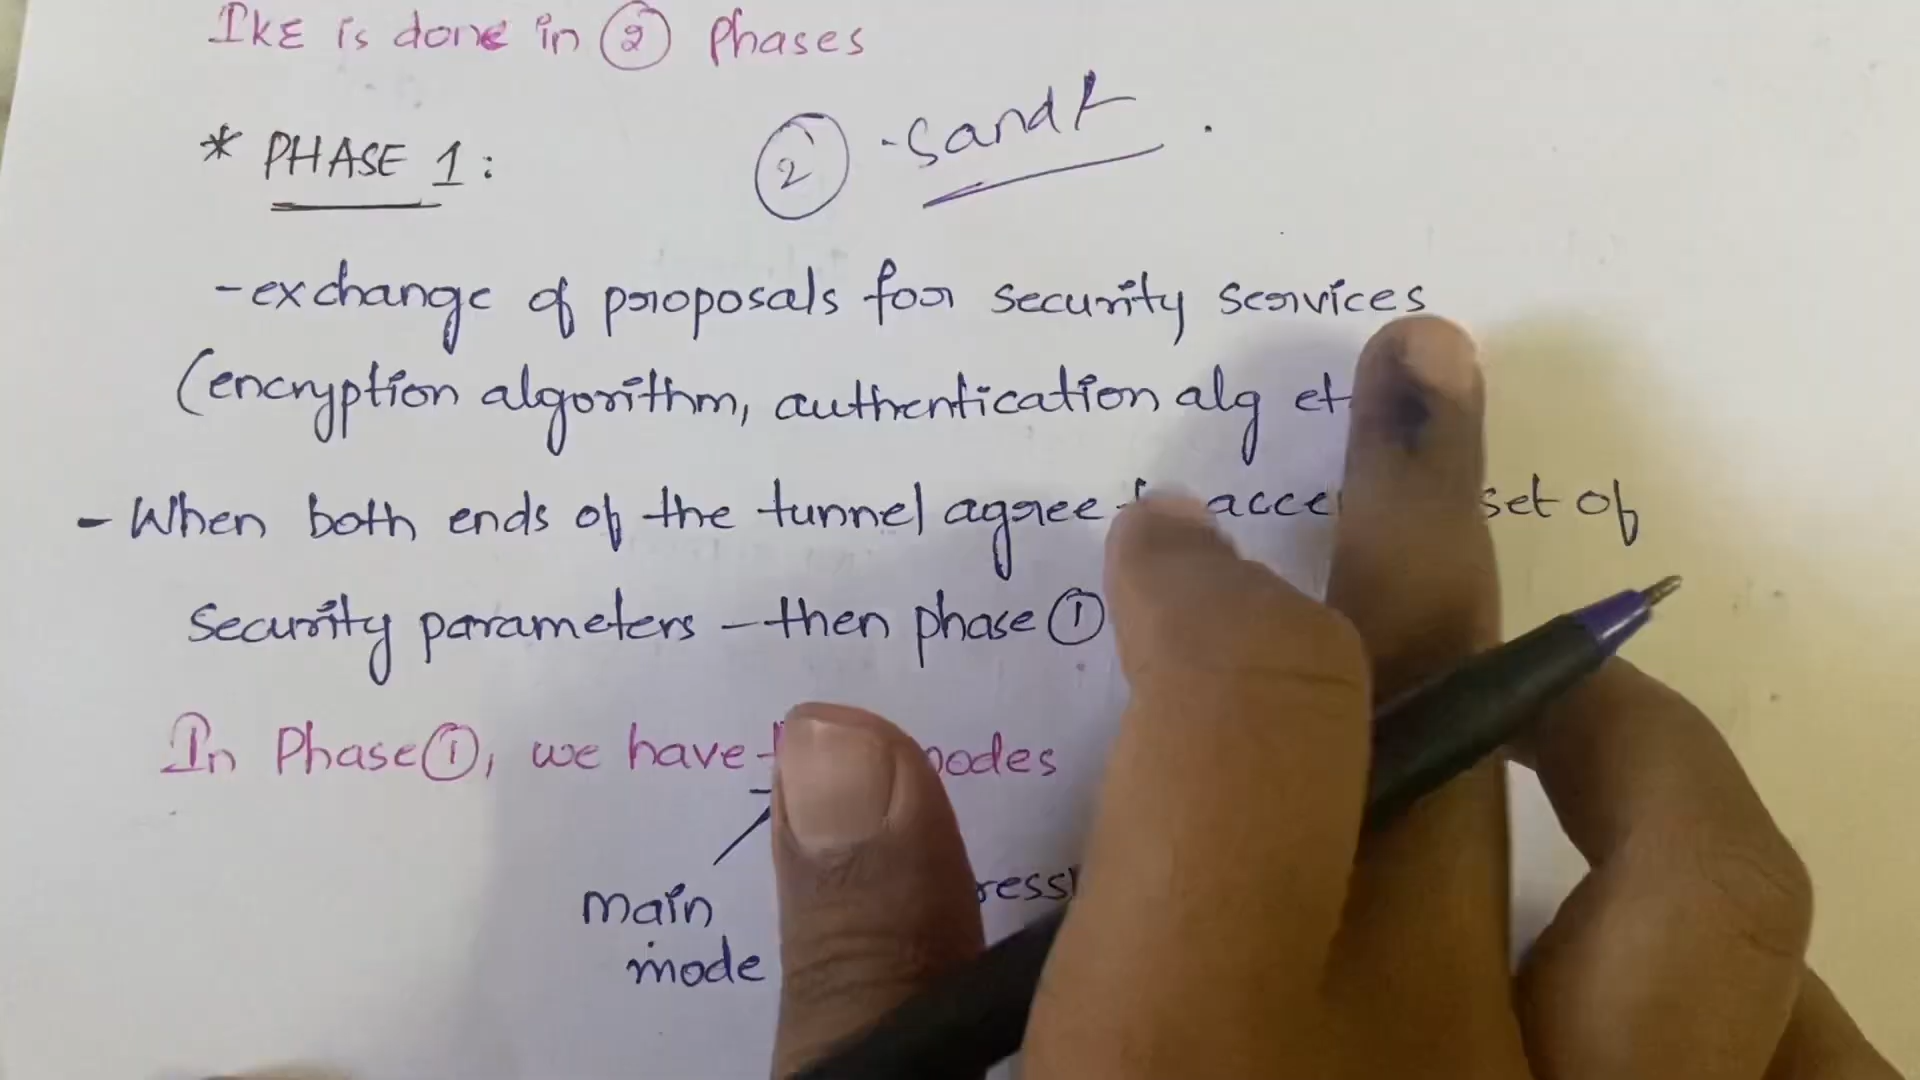 IKE is done in 2 phases
* PHASE 1:
2 - S and R
- exchange of proposals for security services
(encryption algorithm, authentication alg et
- When both ends of the tunnel agree acce set of
security parameters - then phase 1
In Phase 1, we have modes
main
mode